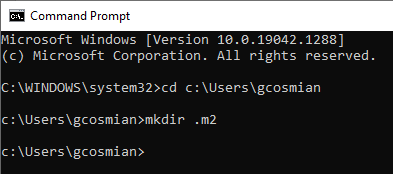 Command Prompt
Microsoft Windows [Version 10.0.19042.1288]
(c) Microsoft Corporation. All rights reserved.
C:\WINDOWS\system32>cd c:\Users\gcosmian
c:\Users\gcosmian>mkdir .m2
c:\Users\gcosmian>